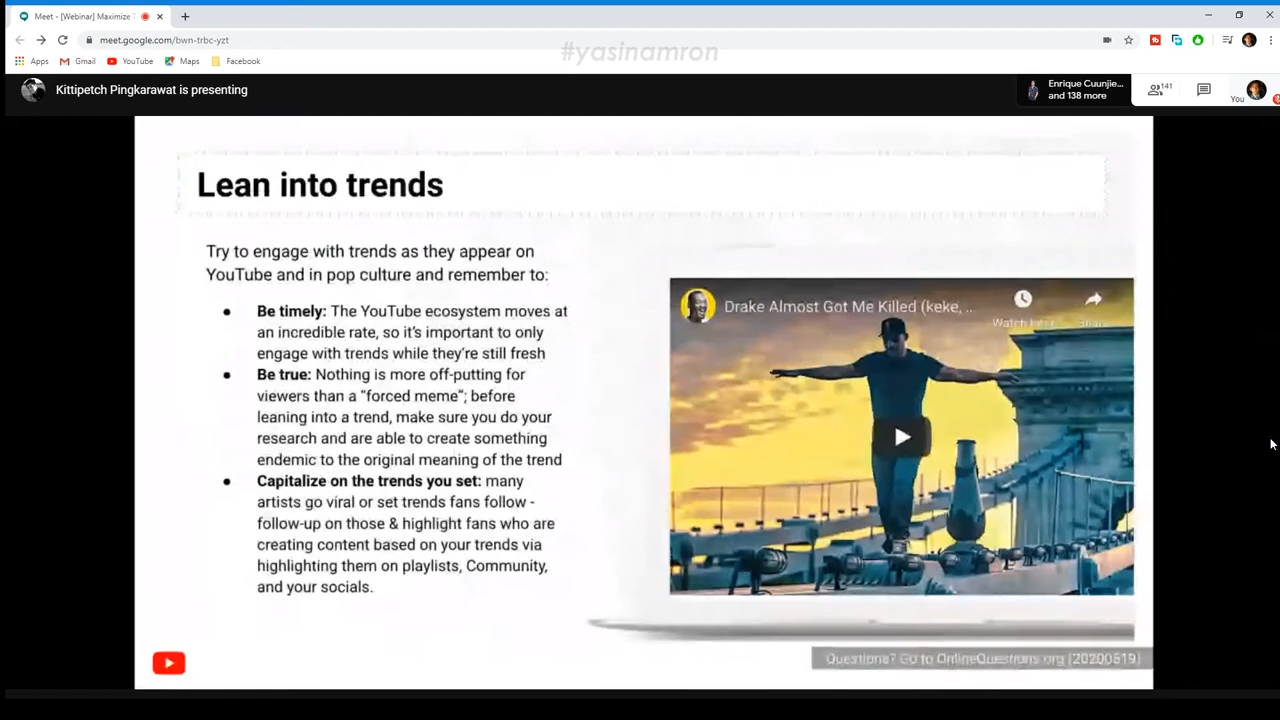 Meet - [Webinar] Maximize
meet.google.com/bwn-trbc-yzt
#yasinamron
Apps Gmail YouTube Maps Facebook
Kittipetch Pingkarawat is presenting
Enrique Cuunjie...
and 138 more
141
You
Lean into trends
Try to engage with trends as they appear on
YouTube and in pop culture and remember to:
● Be timely: The YouTube ecosystem moves at
an incredible rate, so it's important to only
engage with trends while they're still fresh
● Be true: Nothing is more off-putting for
viewers than a "forced meme"; before
leaning into a trend, make sure you do your
research and are able to create something
endemic to the original meaning of the trend
● Capitalize on the trends you set: many
artists go viral or set trends fans follow -
follow-up on those & highlight fans who are
creating content based on your trends via
highlighting them on playlists, Community,
and your socials.
Drake Almost Got Me Killed (keke, ...
Watch later Share
Questions? Go to OnlineQuestions.org (20200519)